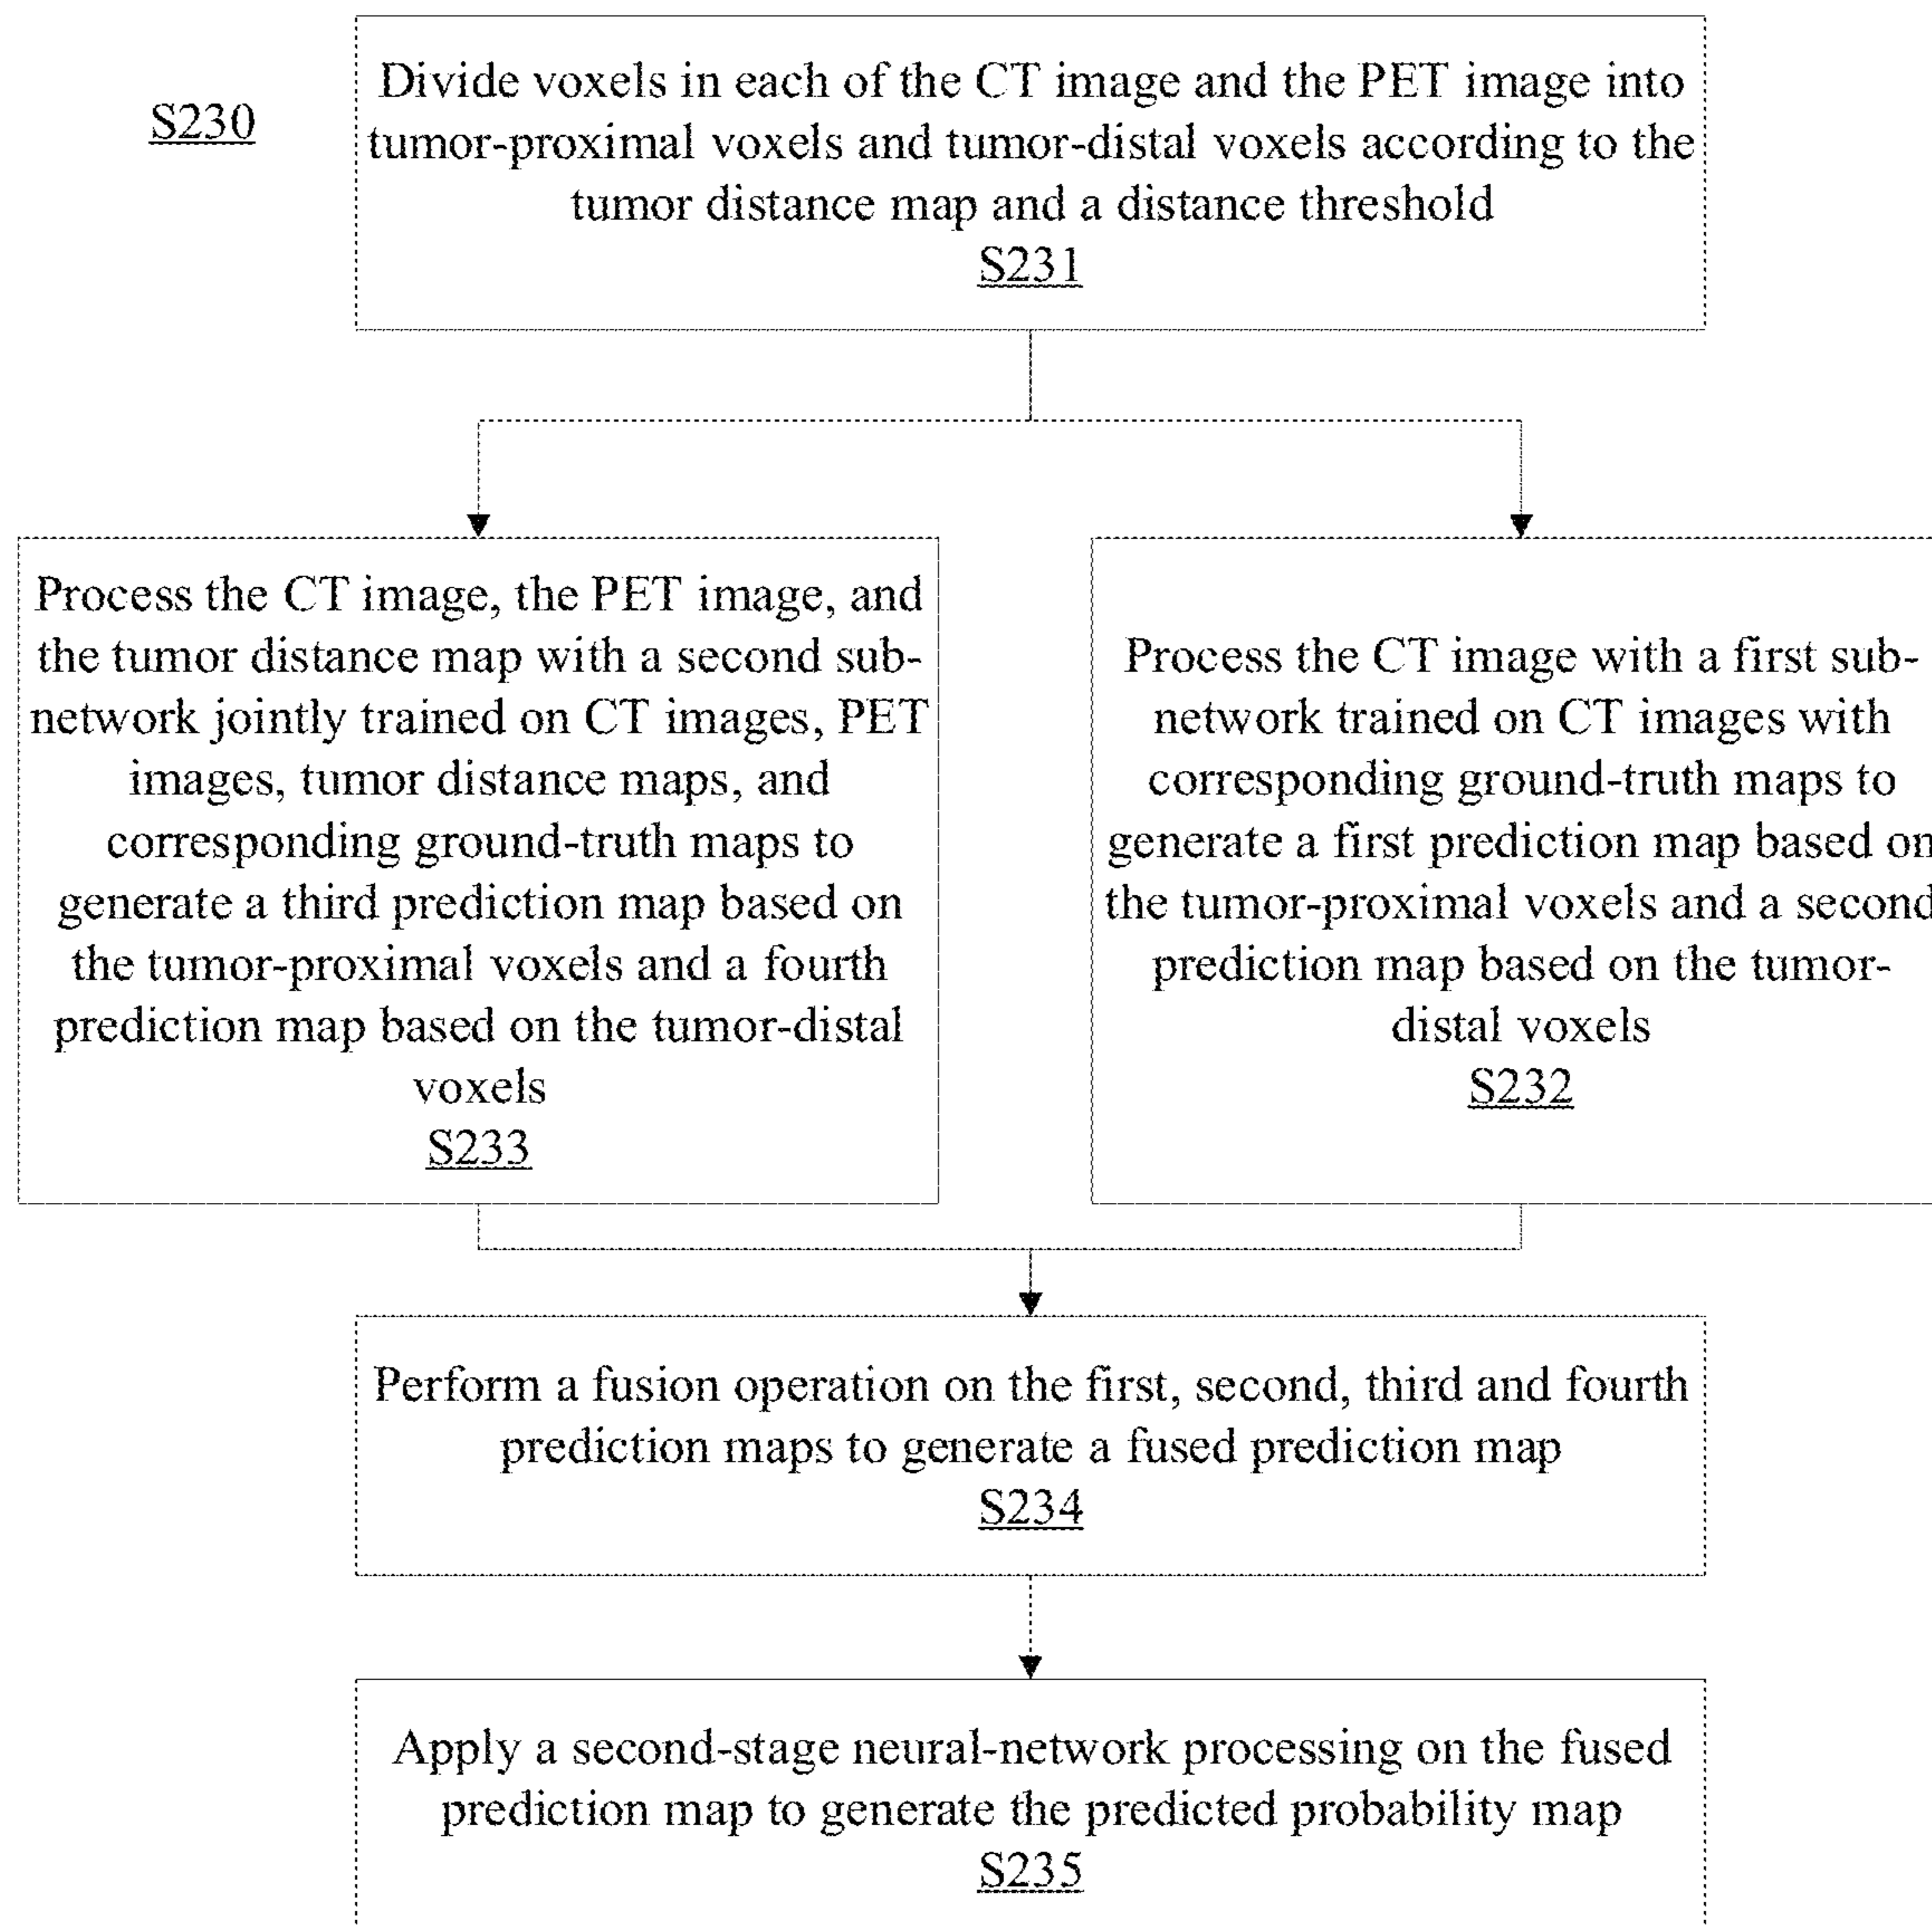 S230
Divide voxels in each of the CT image and the PET image into
tumor-proximal voxels and tumor-distal voxels according to the
tumor distance map and a distance threshold
S231
Process the CT image, the PET image, and
the tumor distance map with a second sub-
network jointly trained on CT images, PET
images, tumor distance maps, and
corresponding ground-truth maps to
generate a third prediction map based on
the tumor-proximal voxels and a fourth
prediction map based on the tumor-distal
voxels
S233
Process the CT image with a first sub-
network trained on CT images with
corresponding ground-truth maps to
generate a first prediction map based on
the tumor-proximal voxels and a second
prediction map based on the tumor-
distal voxels
S232
Perform a fusion operation on the first, second, third and fourth
prediction maps to generate a fused prediction map
S234
Apply a second-stage neural-network processing on the fused
prediction map to generate the predicted probability map
S235